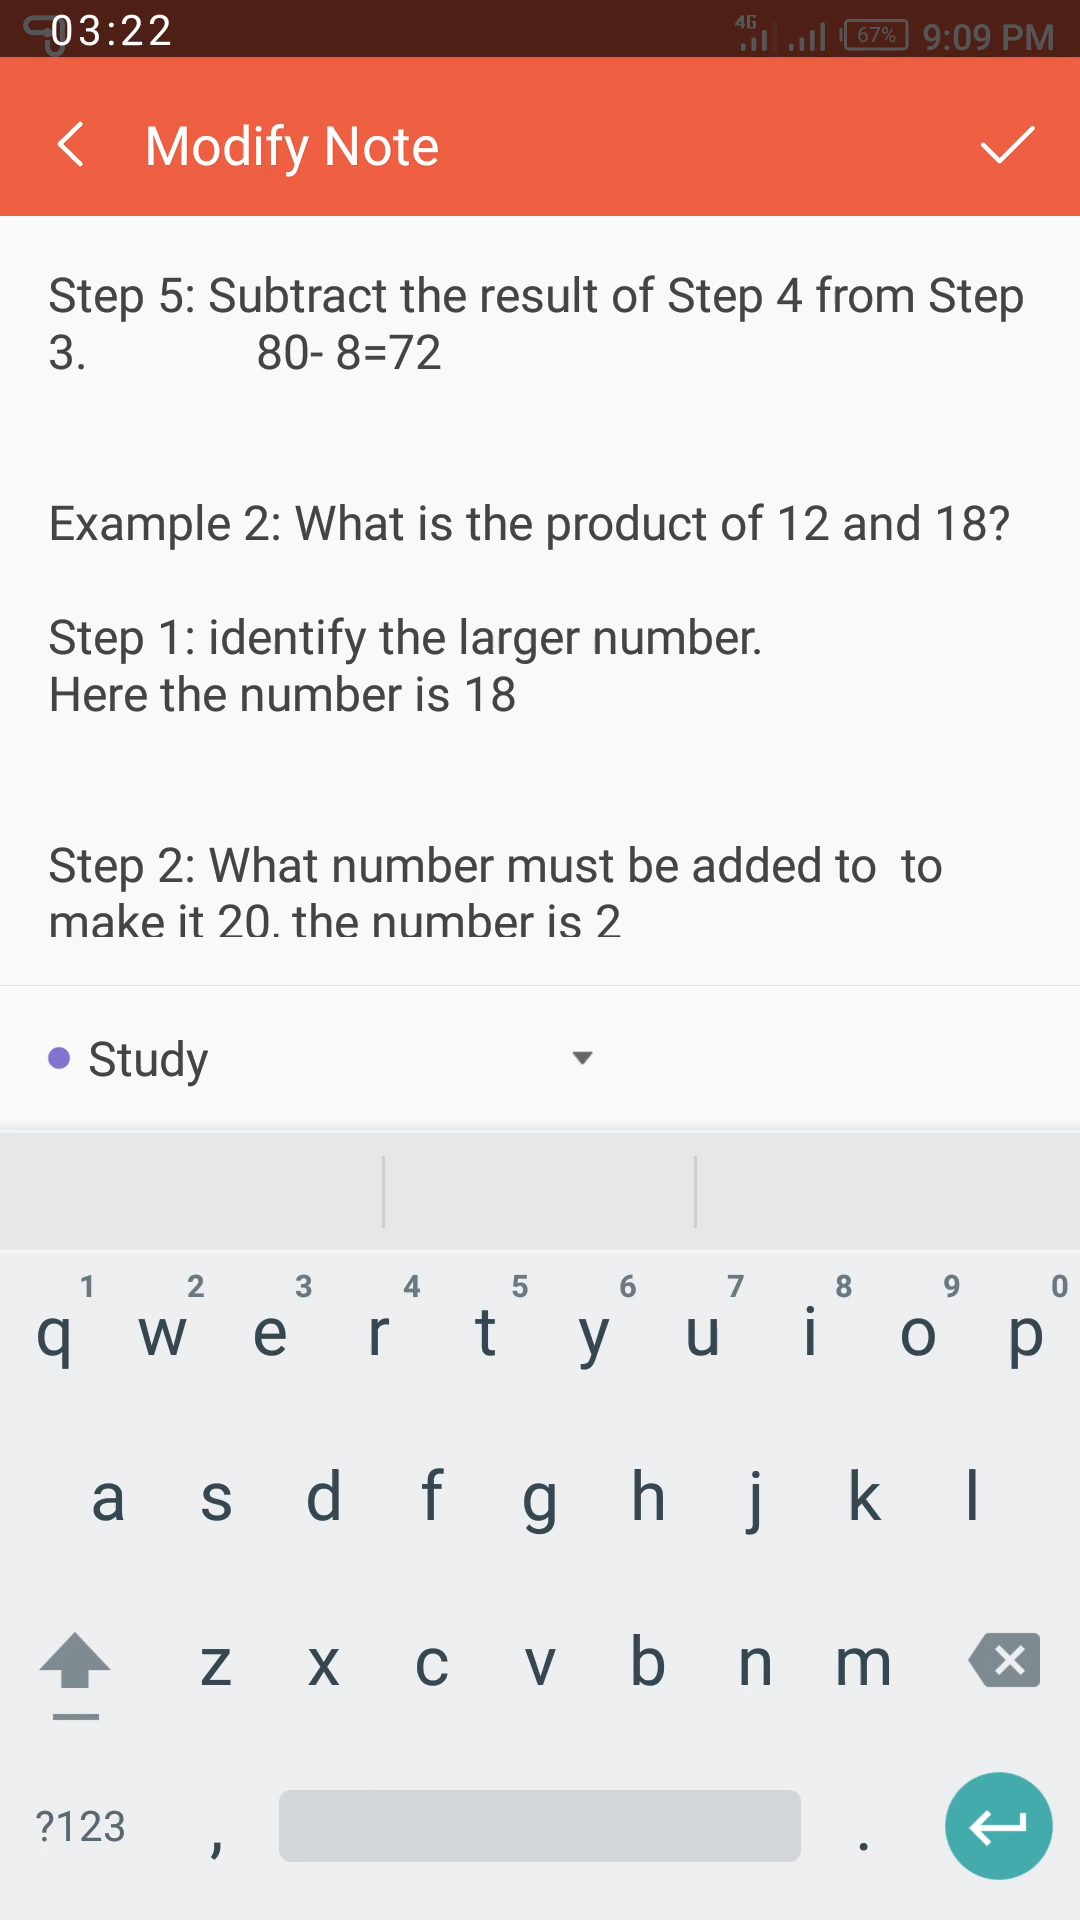 03:22
4G 67% 9:09 PM
Modify Note
Step 5: Subtract the result of Step 4 from Step
3. 80- 8=72
Example 2: What is the product of 12 and 18?
Step 1: identify the larger number.
Here the number is 18
Step 2: What number must be added to to
make it 20. the number is 2
Study
1 2 3 4 5 6 7 8 9 0
q w e r t y u i o p
a s d f g h j k l
z x c v b n m
?123 , .